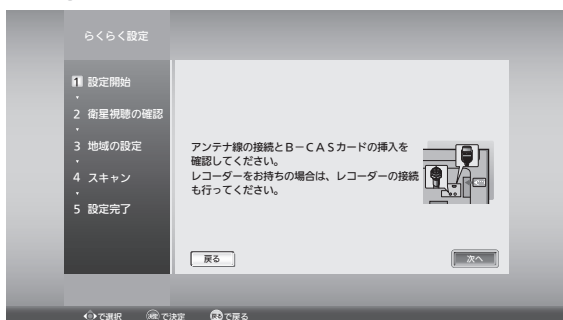 らくらく設定
1 設定開始
2 衛星視聴の確認
3 地域の設定
4 スキャン
5 設定完了
アンテナ線の接続とB－CASカードの挿入を
確認してください。
レコーダーをお持ちの場合は、レコーダーの接続
も行ってください。
戻る
次へ
で選択 決定で決定 戻るで戻る